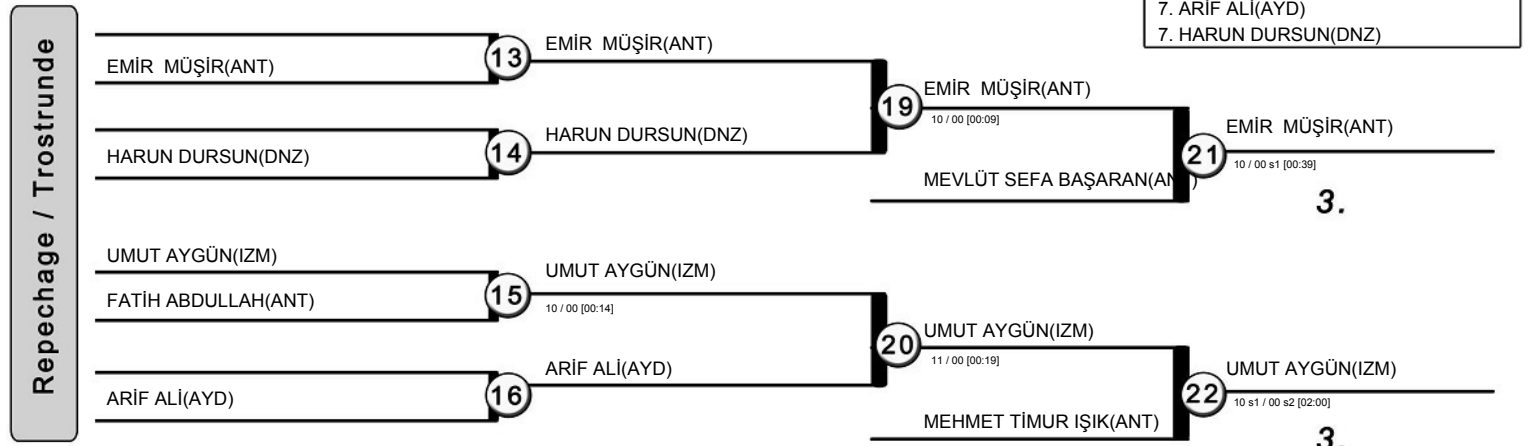 7. ARİF ALİ(AYD)
7. HARUN DURSUN(DNZ)
Repechage / Trostrunde
EMİR MÜŞİR(ANT)
13
EMİR MÜŞİR(ANT)
HARUN DURSUN(DNZ)
14
HARUN DURSUN(DNZ)
19
EMİR MÜŞİR(ANT)
10 / 00 [00:09]
MEVLÜT SEFA BAŞARAN(ANT)
21
EMİR MÜŞİR(ANT)
10 / 00 s1 [00:39]
3.
UMUT AYGÜN(IZM)
FATİH ABDULLAH(ANT)
15
UMUT AYGÜN(IZM)
10 / 00 [00:14]
ARİF ALİ(AYD)
16
ARİF ALİ(AYD)
20
UMUT AYGÜN(IZM)
11 / 00 [00:19]
MEHMET TİMUR IŞIK(ANT)
22
UMUT AYGÜN(IZM)
10 s1 / 00 s2 [02:00]
3.